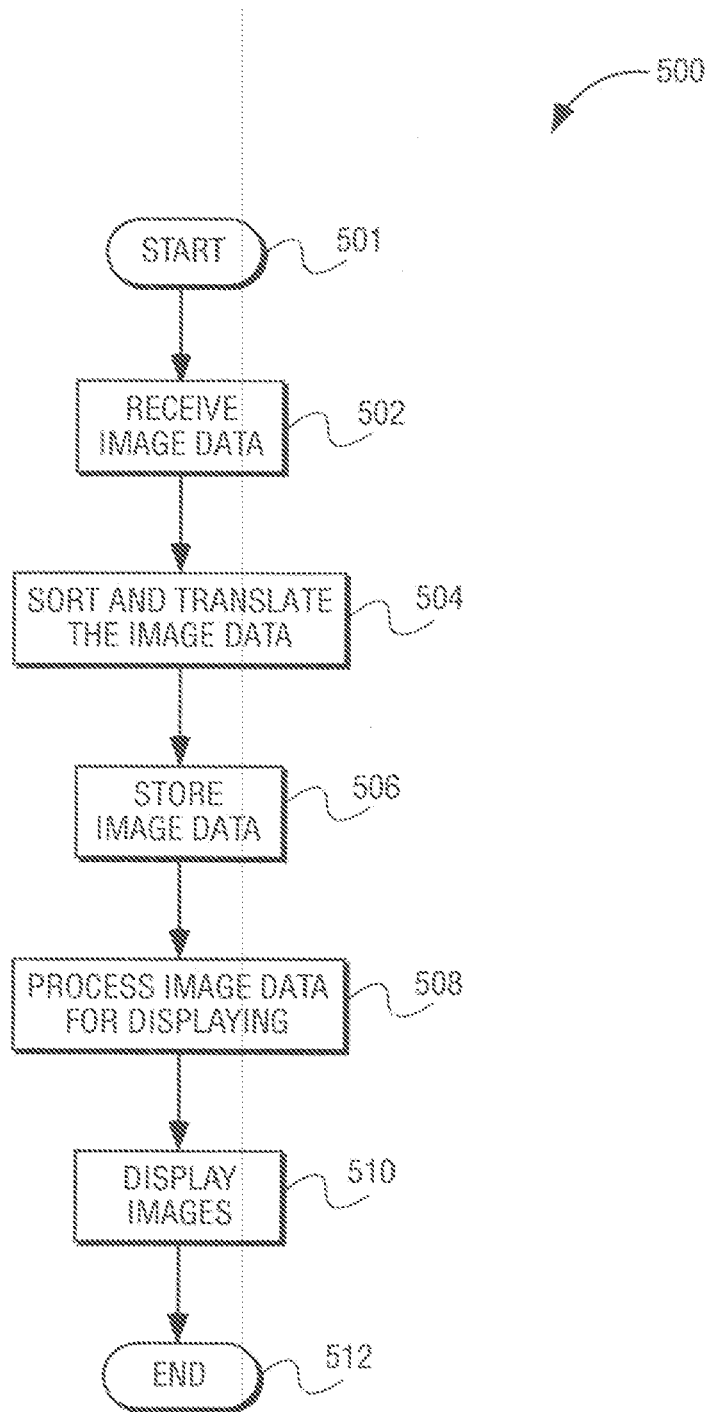 500
START
501
RECEIVE
IMAGE DATA
502
SORT AND TRANSLATE
THE IMAGE DATA
504
STORE
IMAGE DATA
506
PROCESS IMAGE DATA
FOR DISPLAYING
508
DISPLAY
IMAGES
510
END
512